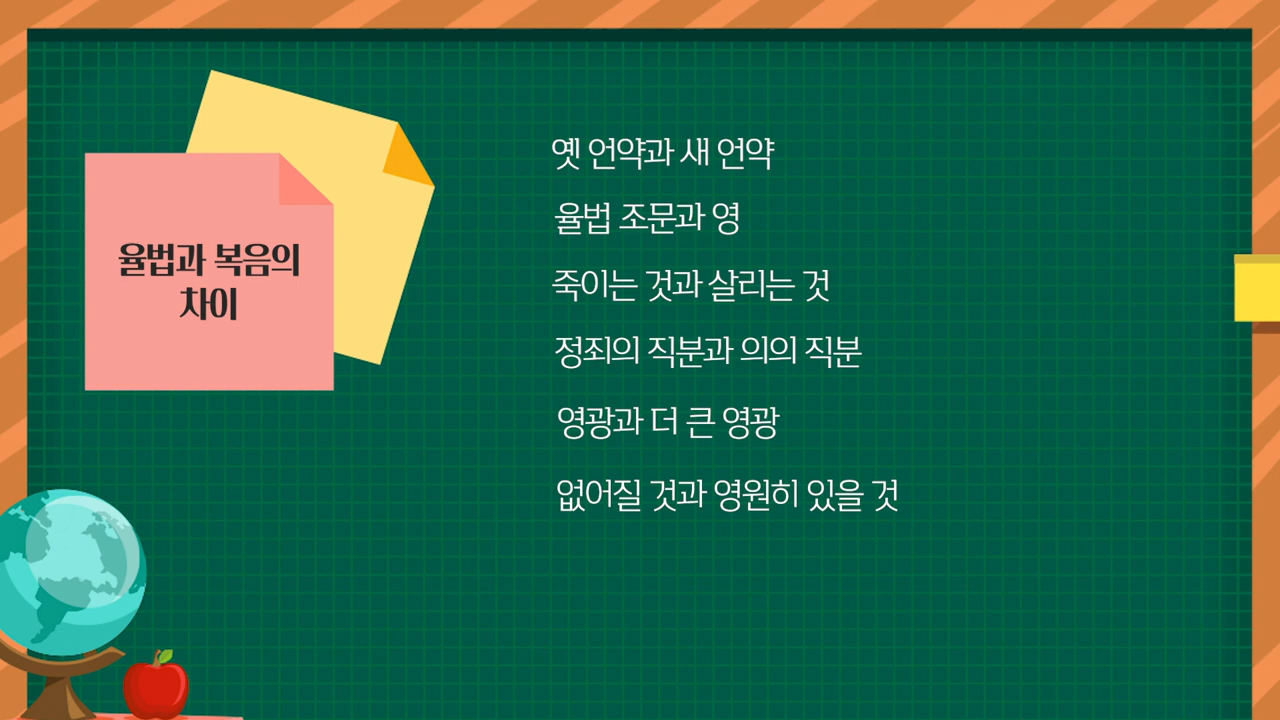 율법과 복음의
차이
옛 언약과 새 언약
율법 조문과 영
죽이는 것과 살리는 것
정죄의 직분과 의의 직분
영광과 더 큰 영광
없어질 것과 영원히 있을 것